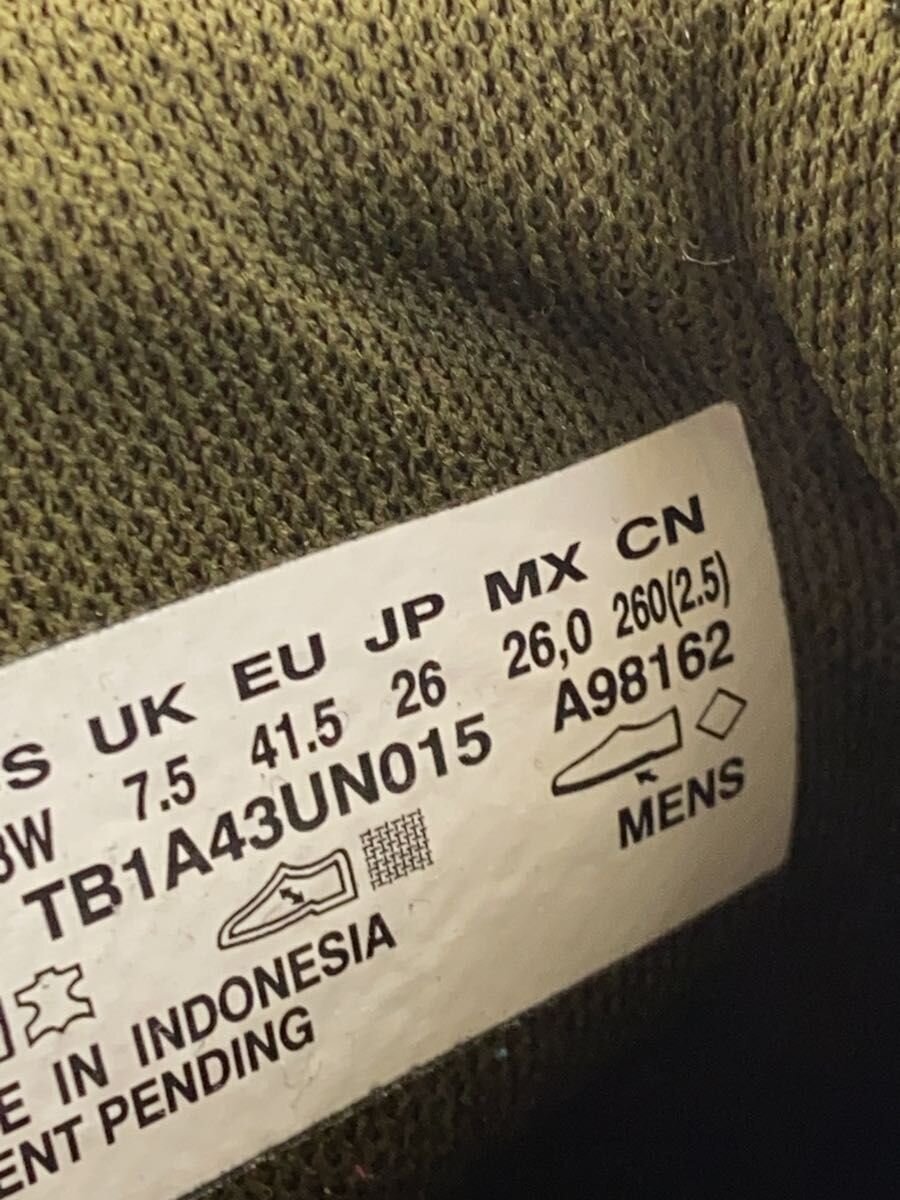 S UK EU JP MX CN
8W 7.5 41.5 26 26,0 260(2.5)
TB1A43UN015 A98162
MENS
E IN INDONESIA
ENT PENDING